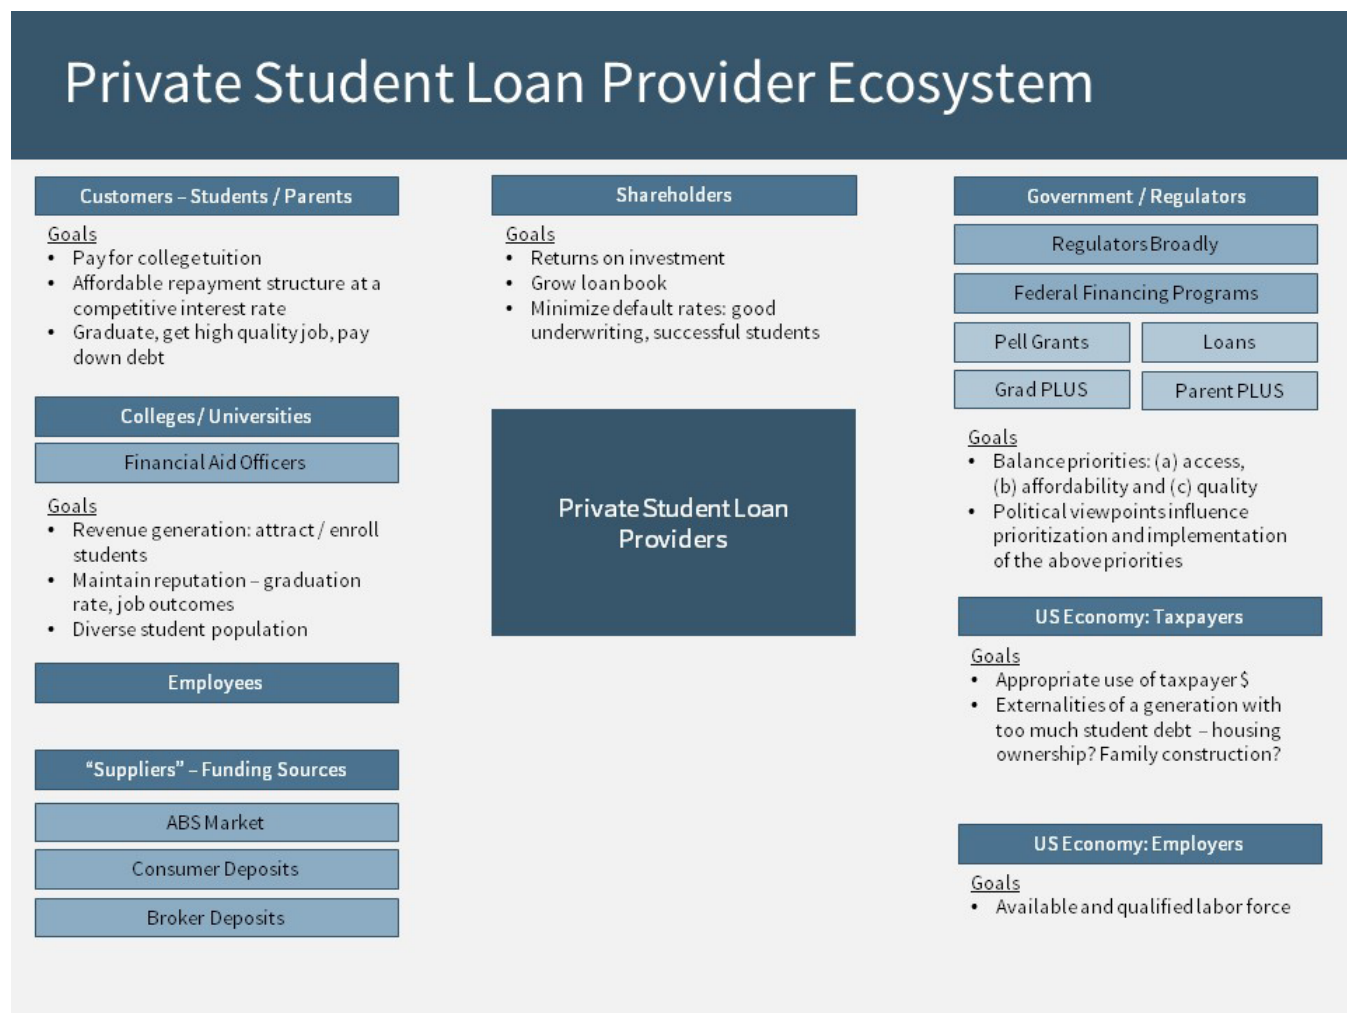 Private Student Loan Provider Ecosystem
Customers – Students / Parents
Goals
• Pay for college tuition
• Affordable repayment structure at a
competitive interest rate
• Graduate, get high quality job, pay
down debt
Colleges / Universities
Financial Aid Officers
Goals
• Revenue generation: attract / enroll
students
• Maintain reputation – graduation
rate, job outcomes
• Diverse student population
Employees
“Suppliers” – Funding Sources
ABS Market
Consumer Deposits
Broker Deposits
Shareholders
Goals
• Returns on investment
• Grow loan book
• Minimize default rates: good
underwriting, successful students
Private Student Loan
Providers
Government / Regulators
Regulators Broadly
Federal Financing Programs
Pell Grants
Loans
Grad PLUS
Parent PLUS
Goals
• Balance priorities: (a) access,
(b) affordability and (c) quality
• Political viewpoints influence
prioritization and implementation
of the above priorities
US Economy: Taxpayers
Goals
• Appropriate use of taxpayer $
• Externalities of a generation with
too much student debt – housing
ownership? Family construction?
US Economy: Employers
Goals
• Available and qualified labor force